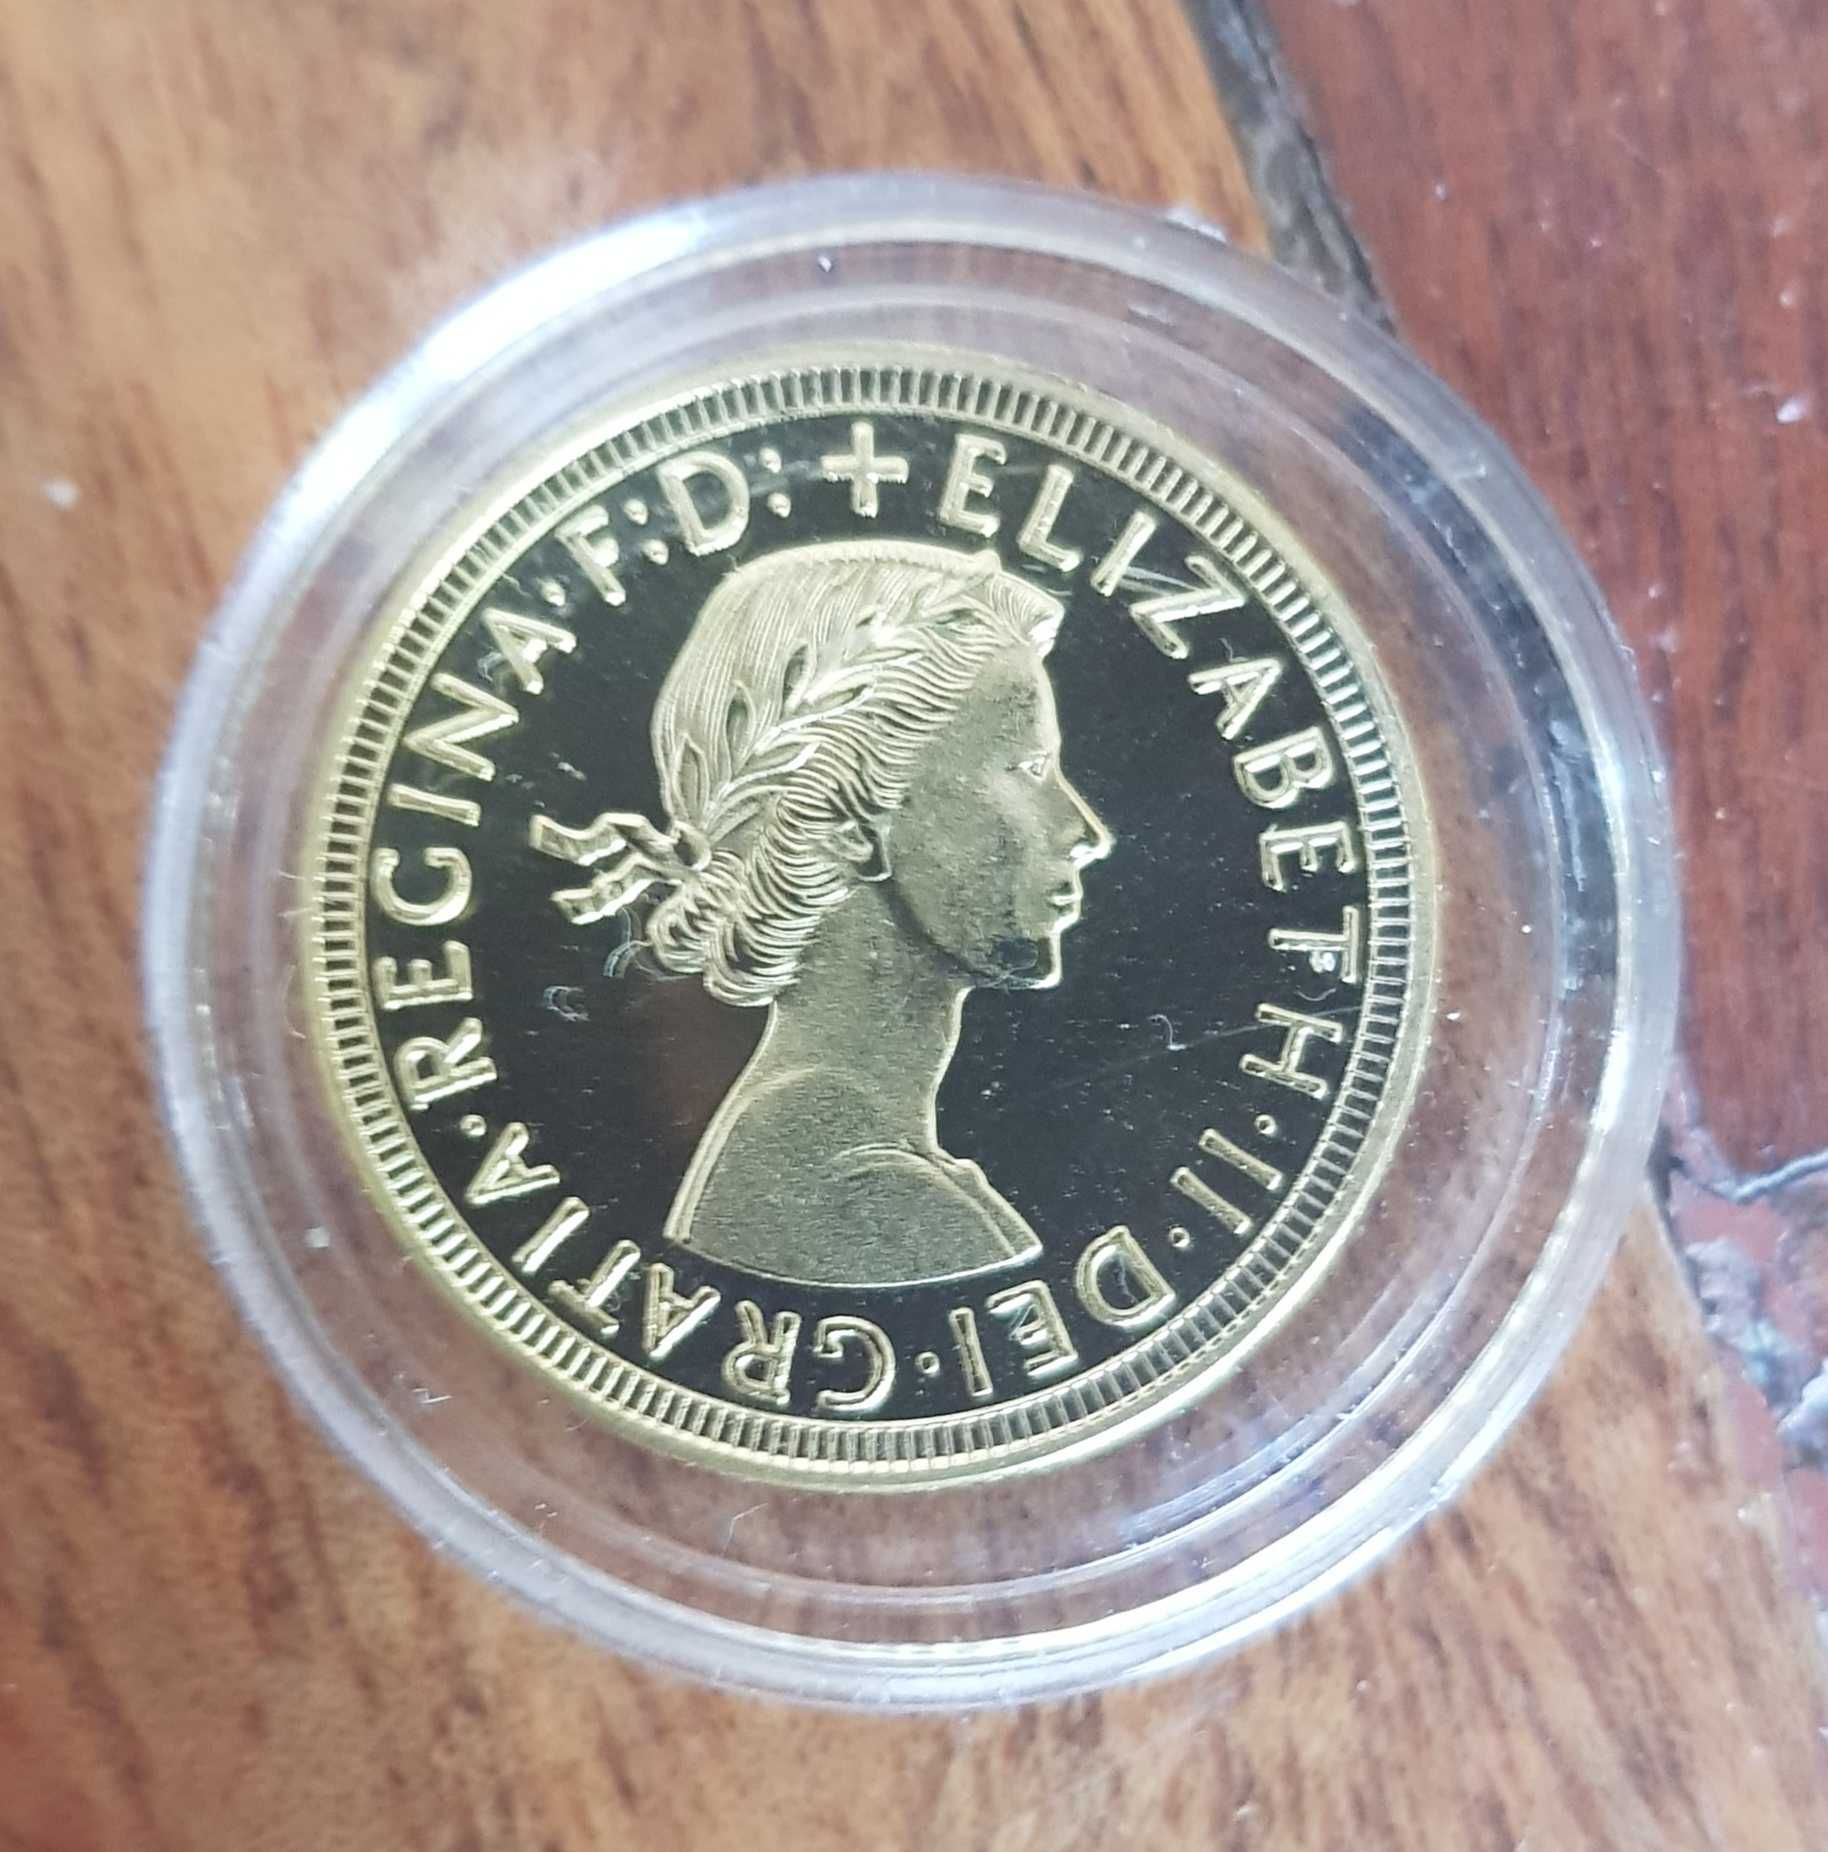 + ELIZABETH · II · DEI · GRATIA · REGINA · F: D: